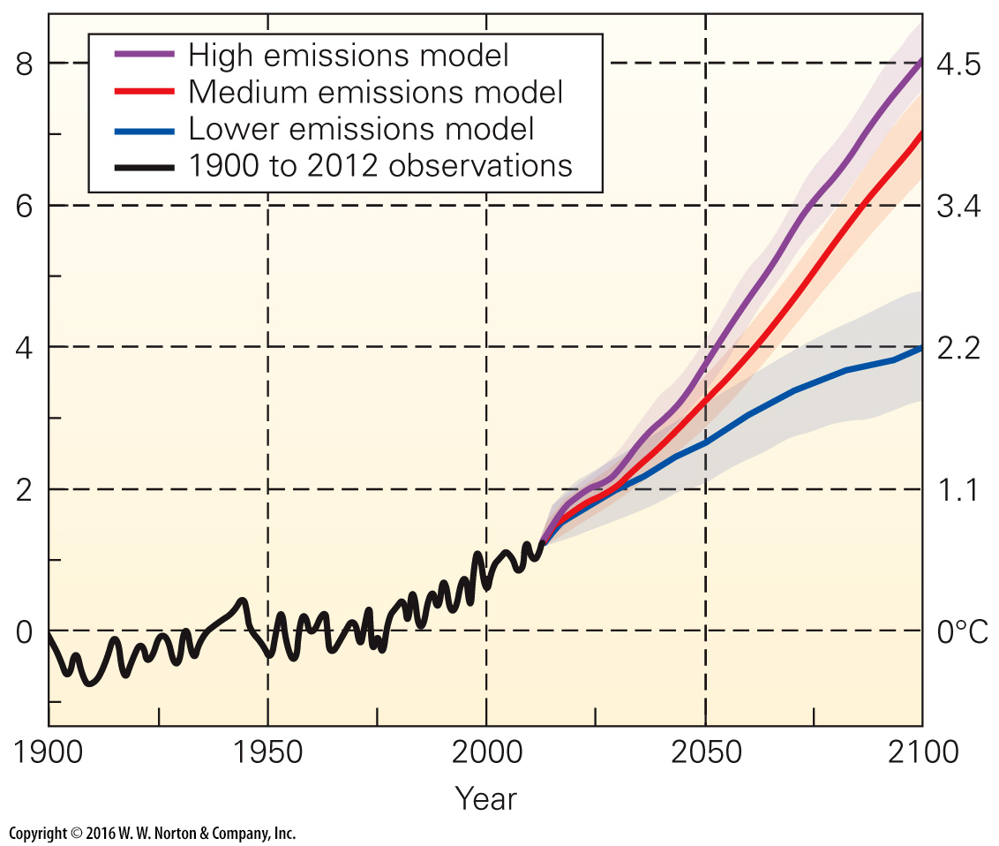 High emissions model
Medium emissions model
Lower emissions model
1900 to 2012 observations
8
6
4
2
0
4.5
3.4
2.2
1.1
0°C
1900 1950 2000 2050 2100
Year
Copyright © 2016 W. W. Norton & Company, Inc.